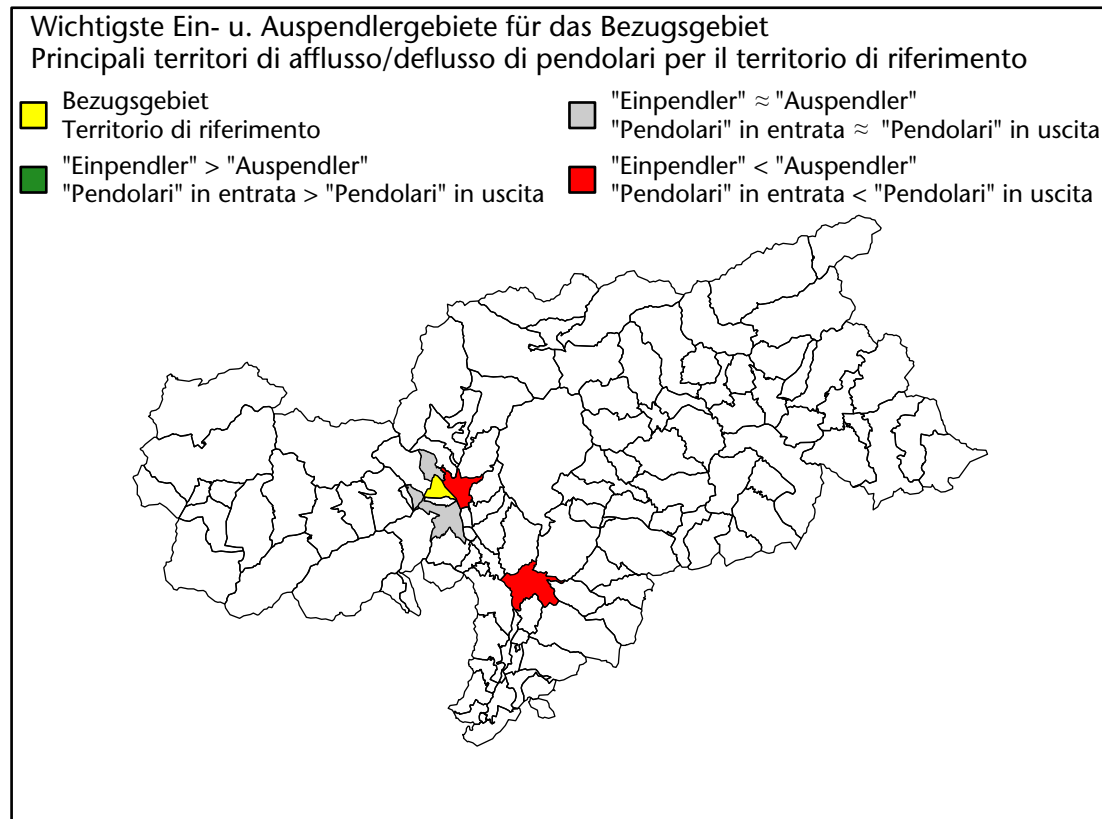 Wichtigste Ein- u. Auspendlergebiete für das Bezugsgebiet
Principali territori di afflusso/deflusso di pendolari per il territorio di riferimento
Bezugsgebiet
Territorio di riferimento
"Einpendler" > "Auspendler"
"Pendolari" in entrata > "Pendolari" in uscita
"Einpendler" ≈ "Auspendler"
"Pendolari" in entrata ≈ "Pendolari" in uscita
"Einpendler" < "Auspendler"
"Pendolari" in entrata < "Pendolari" in uscita